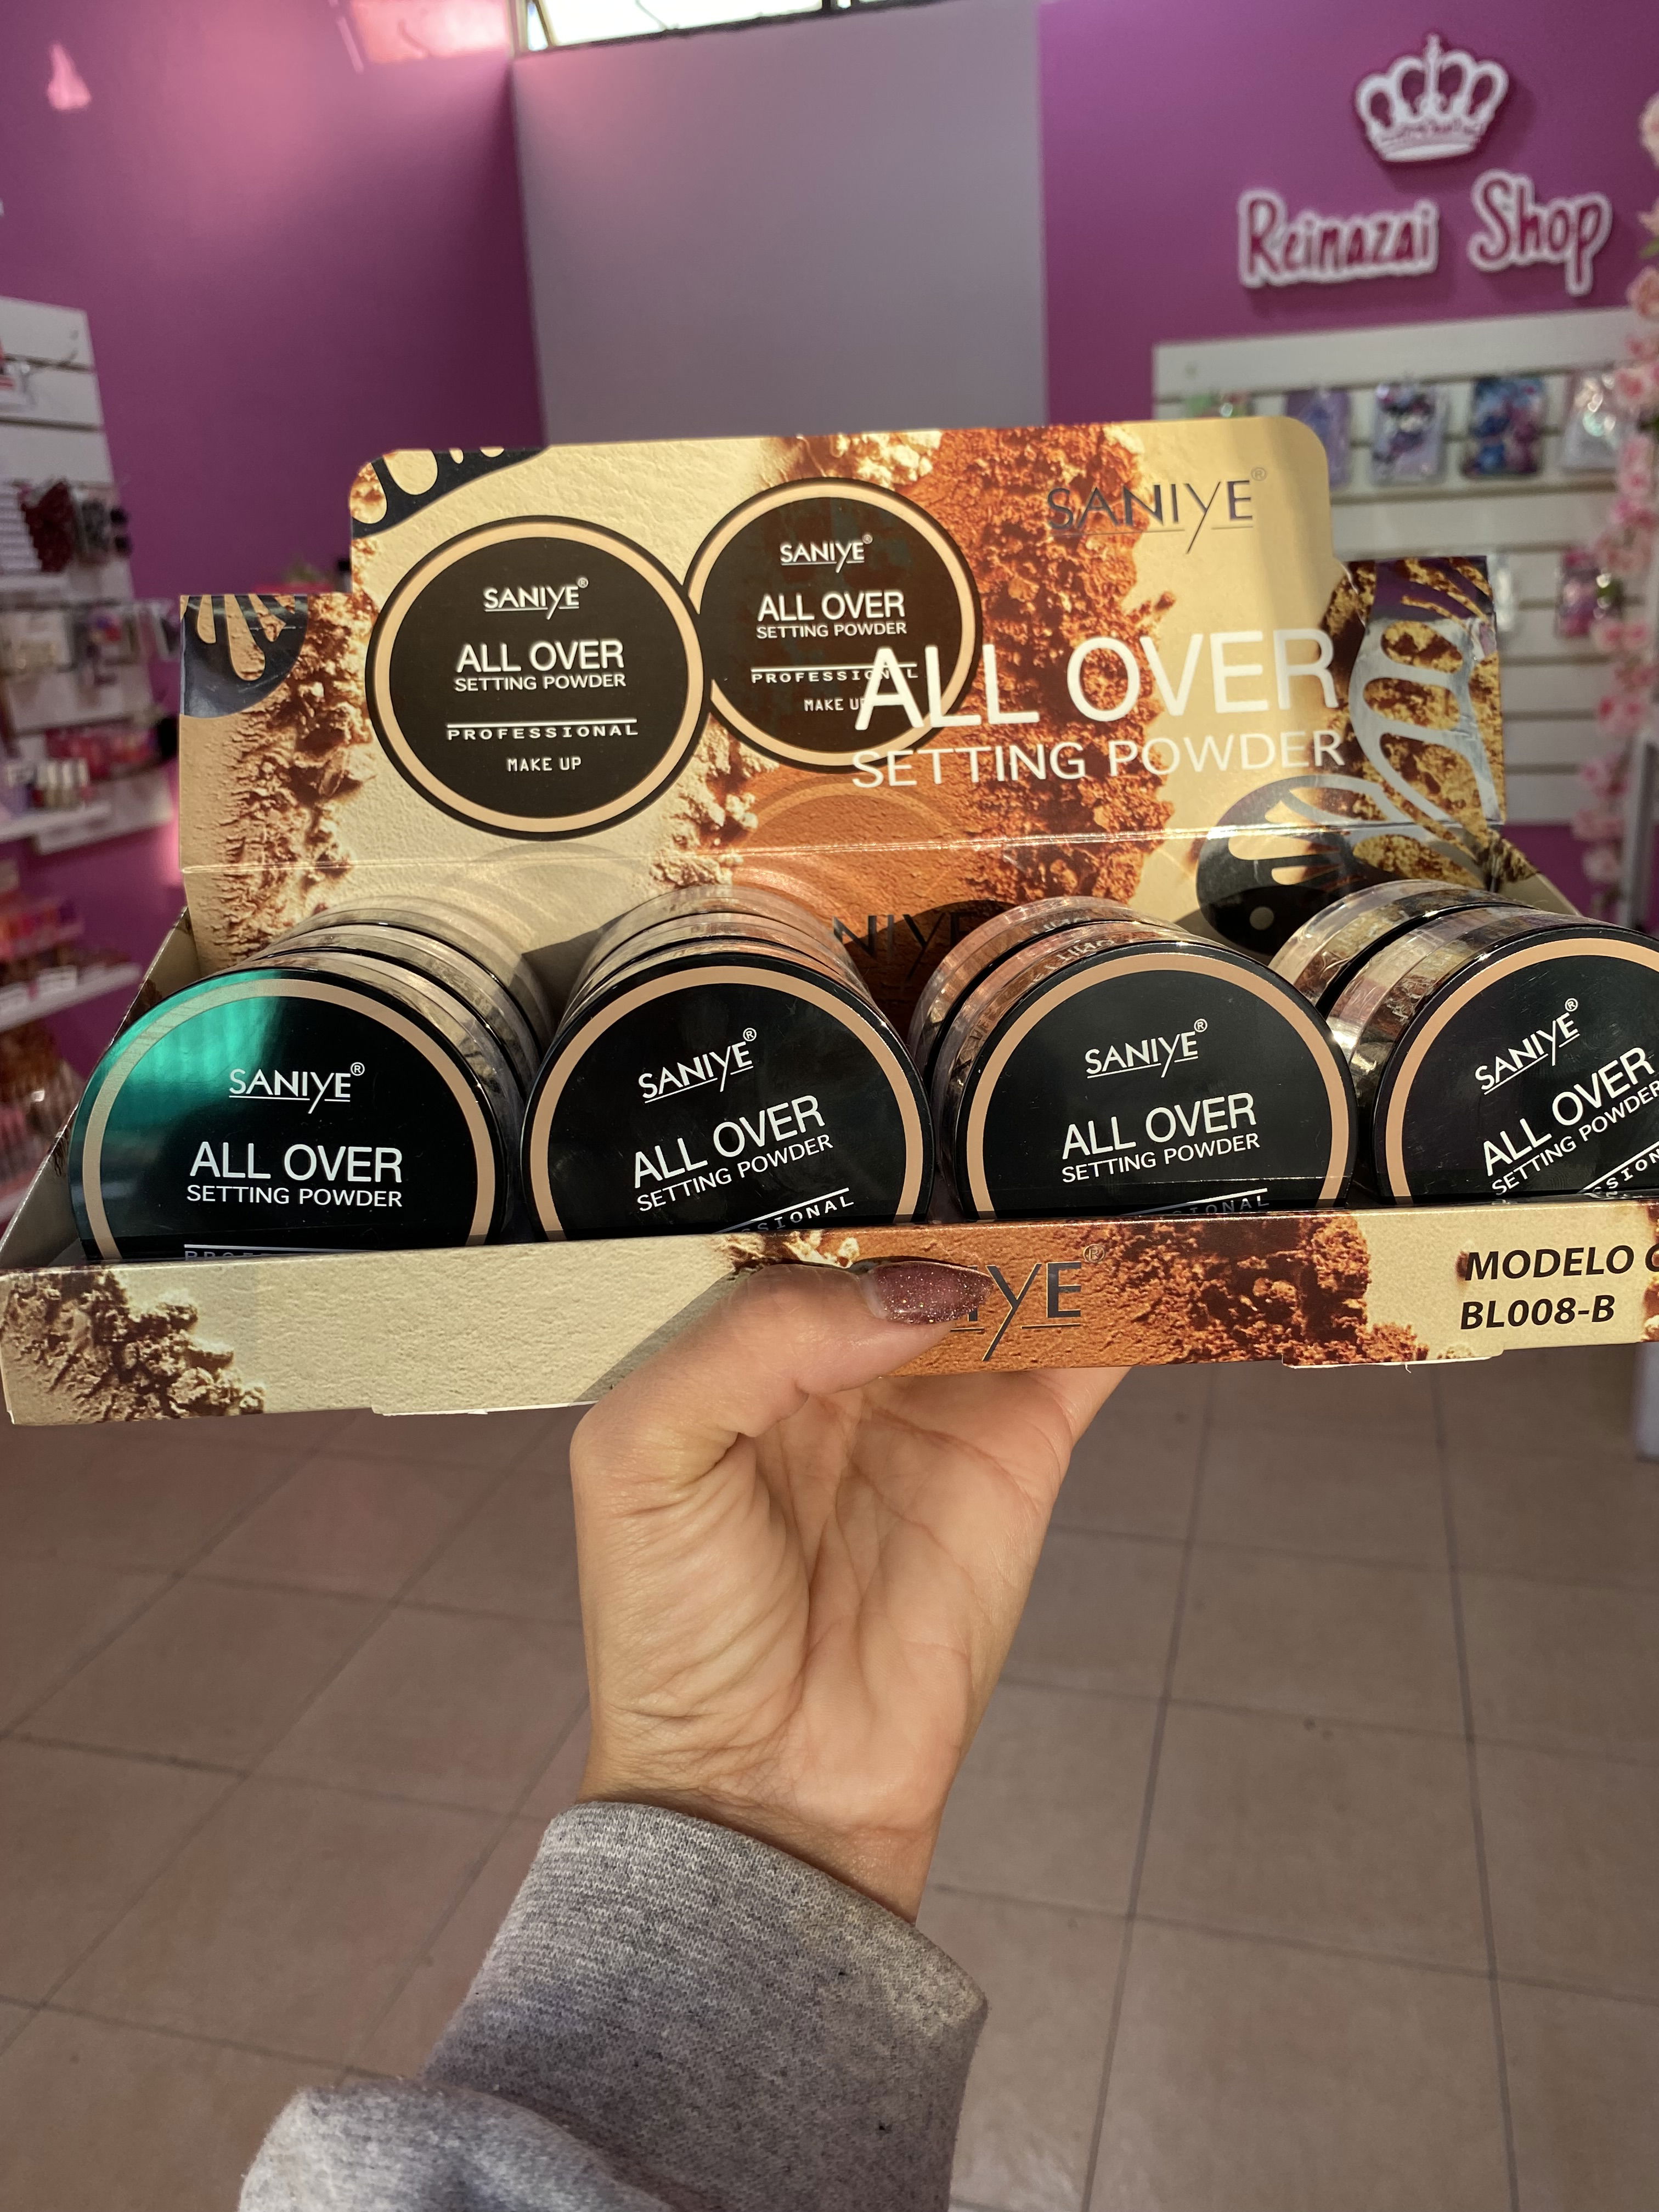 Reinazai Shop
SANIYE®
SANIYE®
ALL OVER
SETTING POWDER
PROFESSIONAL
MAKE UP
SANIYE®
ALL OVER
SETTING POWDER
PROFESSIONAL
MAKE UP
ALL OVER
SETTING POWDER
SANIYE®
ALL OVER
SETTING POWDER
SANIYE®
ALL OVER
SETTING POWDER
SANIYE®
ALL OVER
SETTING POWDER
SANIYE®
ALL OVER
SETTING POWDER
MODELO
BL008-B